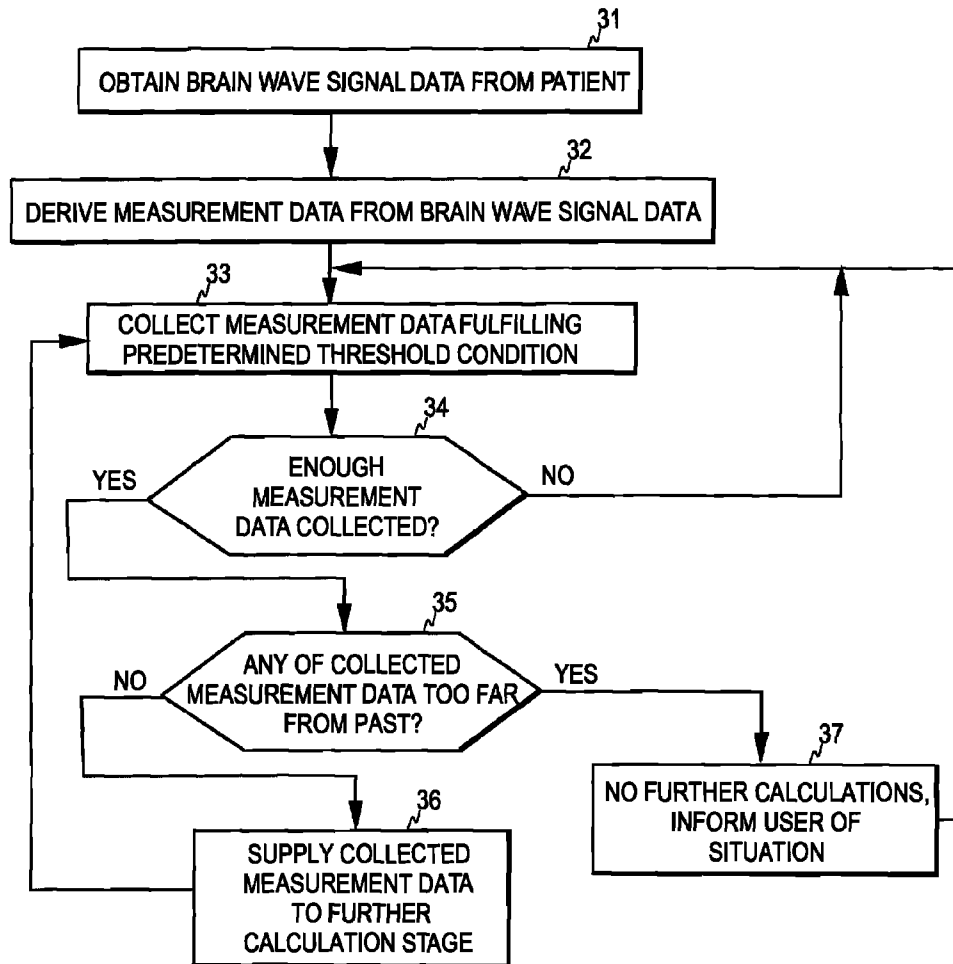 31
OBTAIN BRAIN WAVE SIGNAL DATA FROM PATIENT
32
DERIVE MEASUREMENT DATA FROM BRAIN WAVE SIGNAL DATA
33
COLLECT MEASUREMENT DATA FULFILLING
PREDETERMINED THRESHOLD CONDITION
34
YES
ENOUGH
MEASUREMENT
DATA COLLECTED?
NO
35
NO
ANY OF COLLECTED
MEASUREMENT DATA TOO FAR
FROM PAST?
YES
37
NO FURTHER CALCULATIONS,
INFORM USER OF
SITUATION
36
SUPPLY COLLECTED
MEASUREMENT DATA
TO FURTHER
CALCULATION STAGE